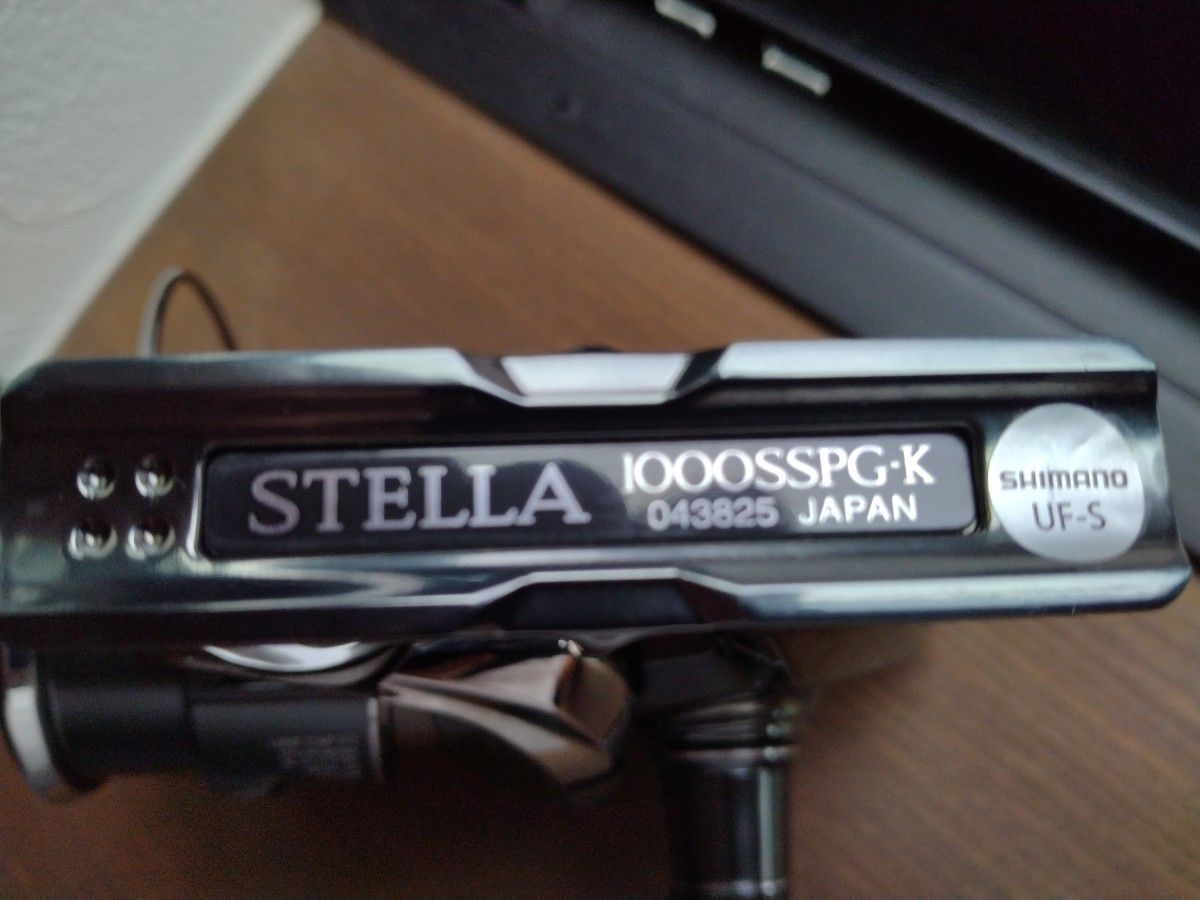 STELLA
1000SSPG-K
043825 JAPAN
SHIMANO
UF-S